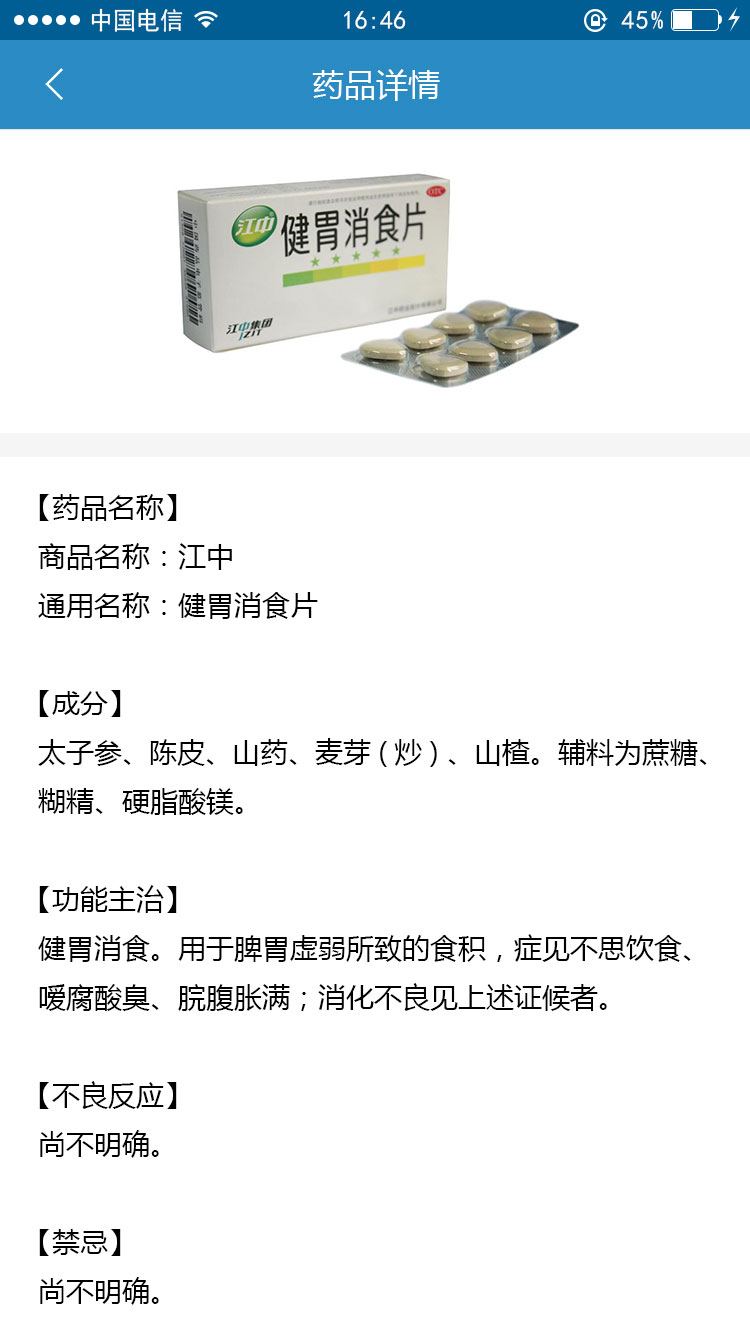 中国电信
16:46
45%
药品详情
OTC
江中®
健胃消食片
江中集团
JZJT
【药品名称】
商品名称：江中
通用名称：健胃消食片
【成分】
太子参、陈皮、山药、麦芽(炒)、山楂。辅料为蔗糖、
糊精、硬脂酸镁。
【功能主治】
健胃消食。用于脾胃虚弱所致的食积，症见不思饮食、
嗳腐酸臭、脘腹胀满；消化不良见上述证候者。
【不良反应】
尚不明确。
【禁忌】
尚不明确。